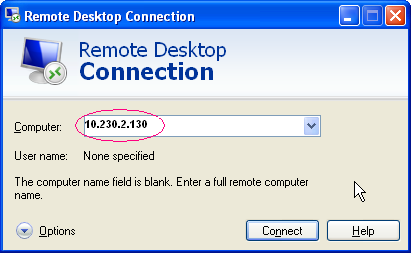 Remote Desktop Connection
Remote Desktop
Connection
Computer: 10.230.2.130
User name: None specified
The computer name field is blank. Enter a full remote computer
name.
Options Connect Help